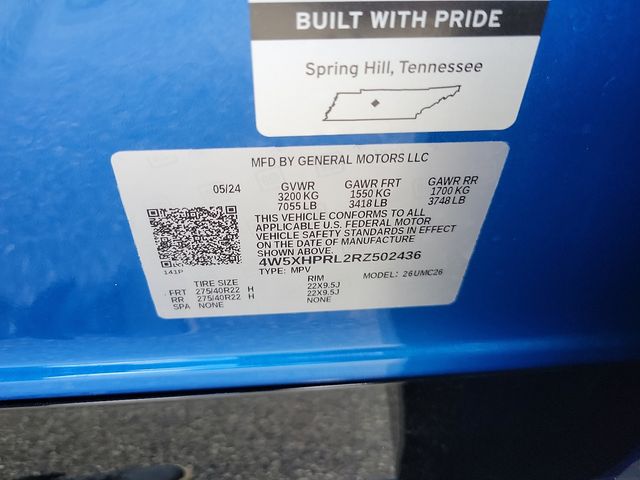 BUILT WITH PRIDE
Spring Hill, Tennessee
MFD BY GENERAL MOTORS LLC
05/24 GVWR GAWR FRT GAWR RR
3200 KG 1550 KG 1700 KG
7055 LB 3418 LB 3748 LB
THIS VEHICLE CONFORMS TO ALL
APPLICABLE U.S. FEDERAL MOTOR
VEHICLE SAFETY STANDARDS IN EFFECT
ON THE DATE OF MANUFACTURE
SHOWN ABOVE.
4W5XHPRL2RZ502436
141P TYPE: MPV MODEL: 26UMC26
TIRE SIZE RIM
FRT 275/40R22 H 22X9.5J
RR 275/40R22 H 22X9.5J
SPA NONE NONE